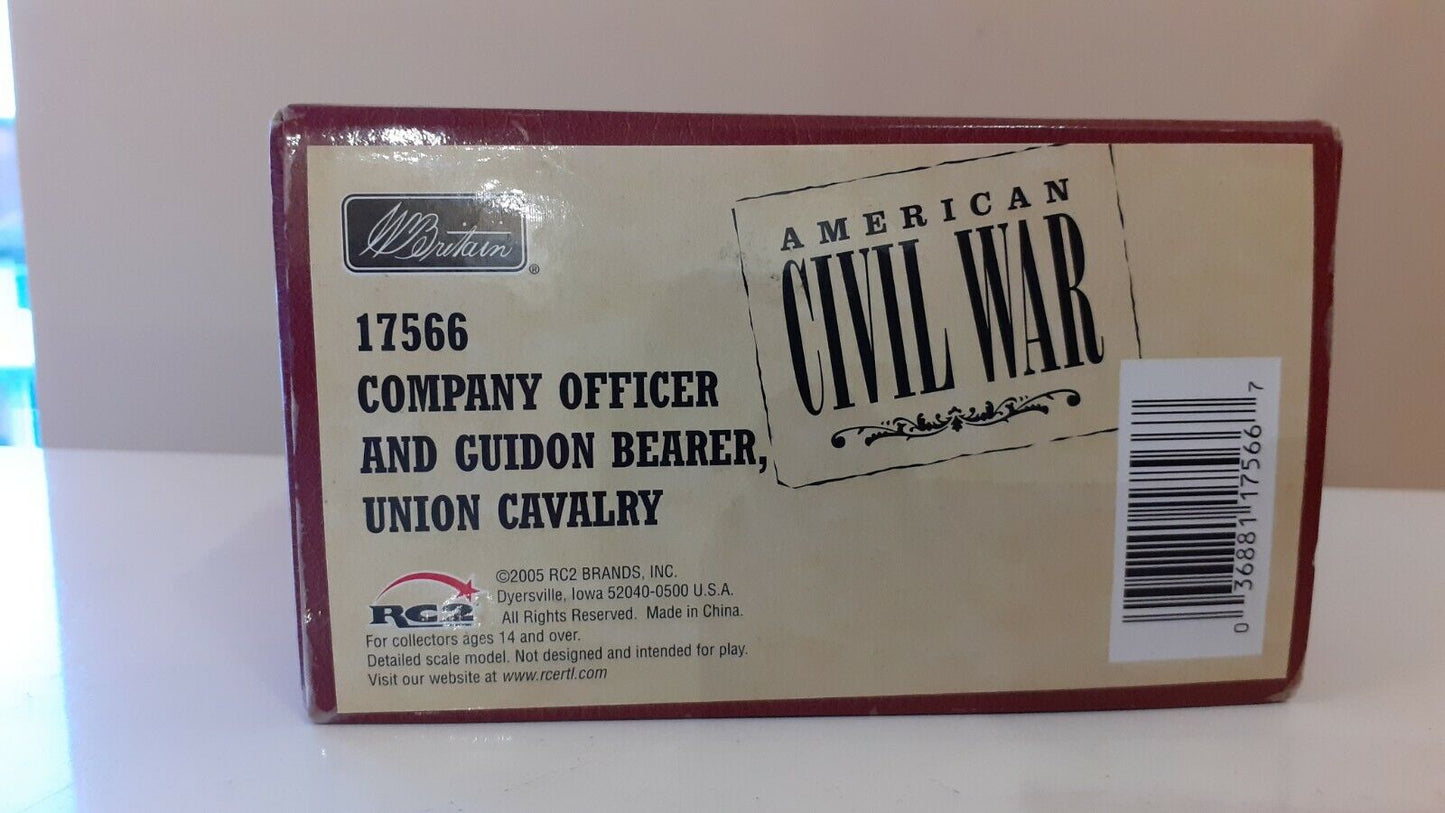 W Britain
®
17566
COMPANY OFFICER
AND GUIDON BEARER,
UNION CAVALRY
AMERICAN
CIVIL WAR
RC2
©2005 RC2 BRANDS, INC.
Dyersville, Iowa 52040-0500 U.S.A.
All Rights Reserved. Made in China.
For collectors ages 14 and over.
Detailed scale model. Not designed and intended for play.
Visit our website at www.rcertl.com
0 36881 17566 7